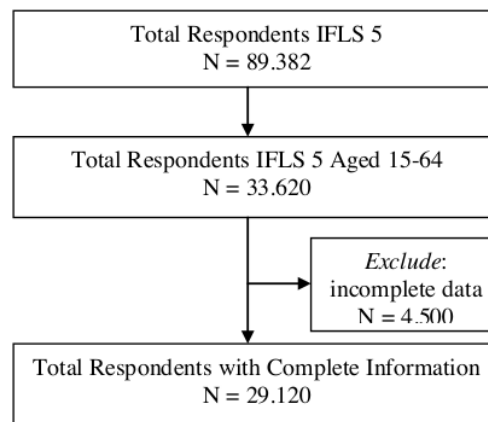 Total Respondents IFLS 5
N = 89.382
Total Respondents IFLS 5 Aged 15-64
N = 33.620
Exclude:
incomplete data
N = 4.500
Total Respondents with Complete Information
N = 29.120